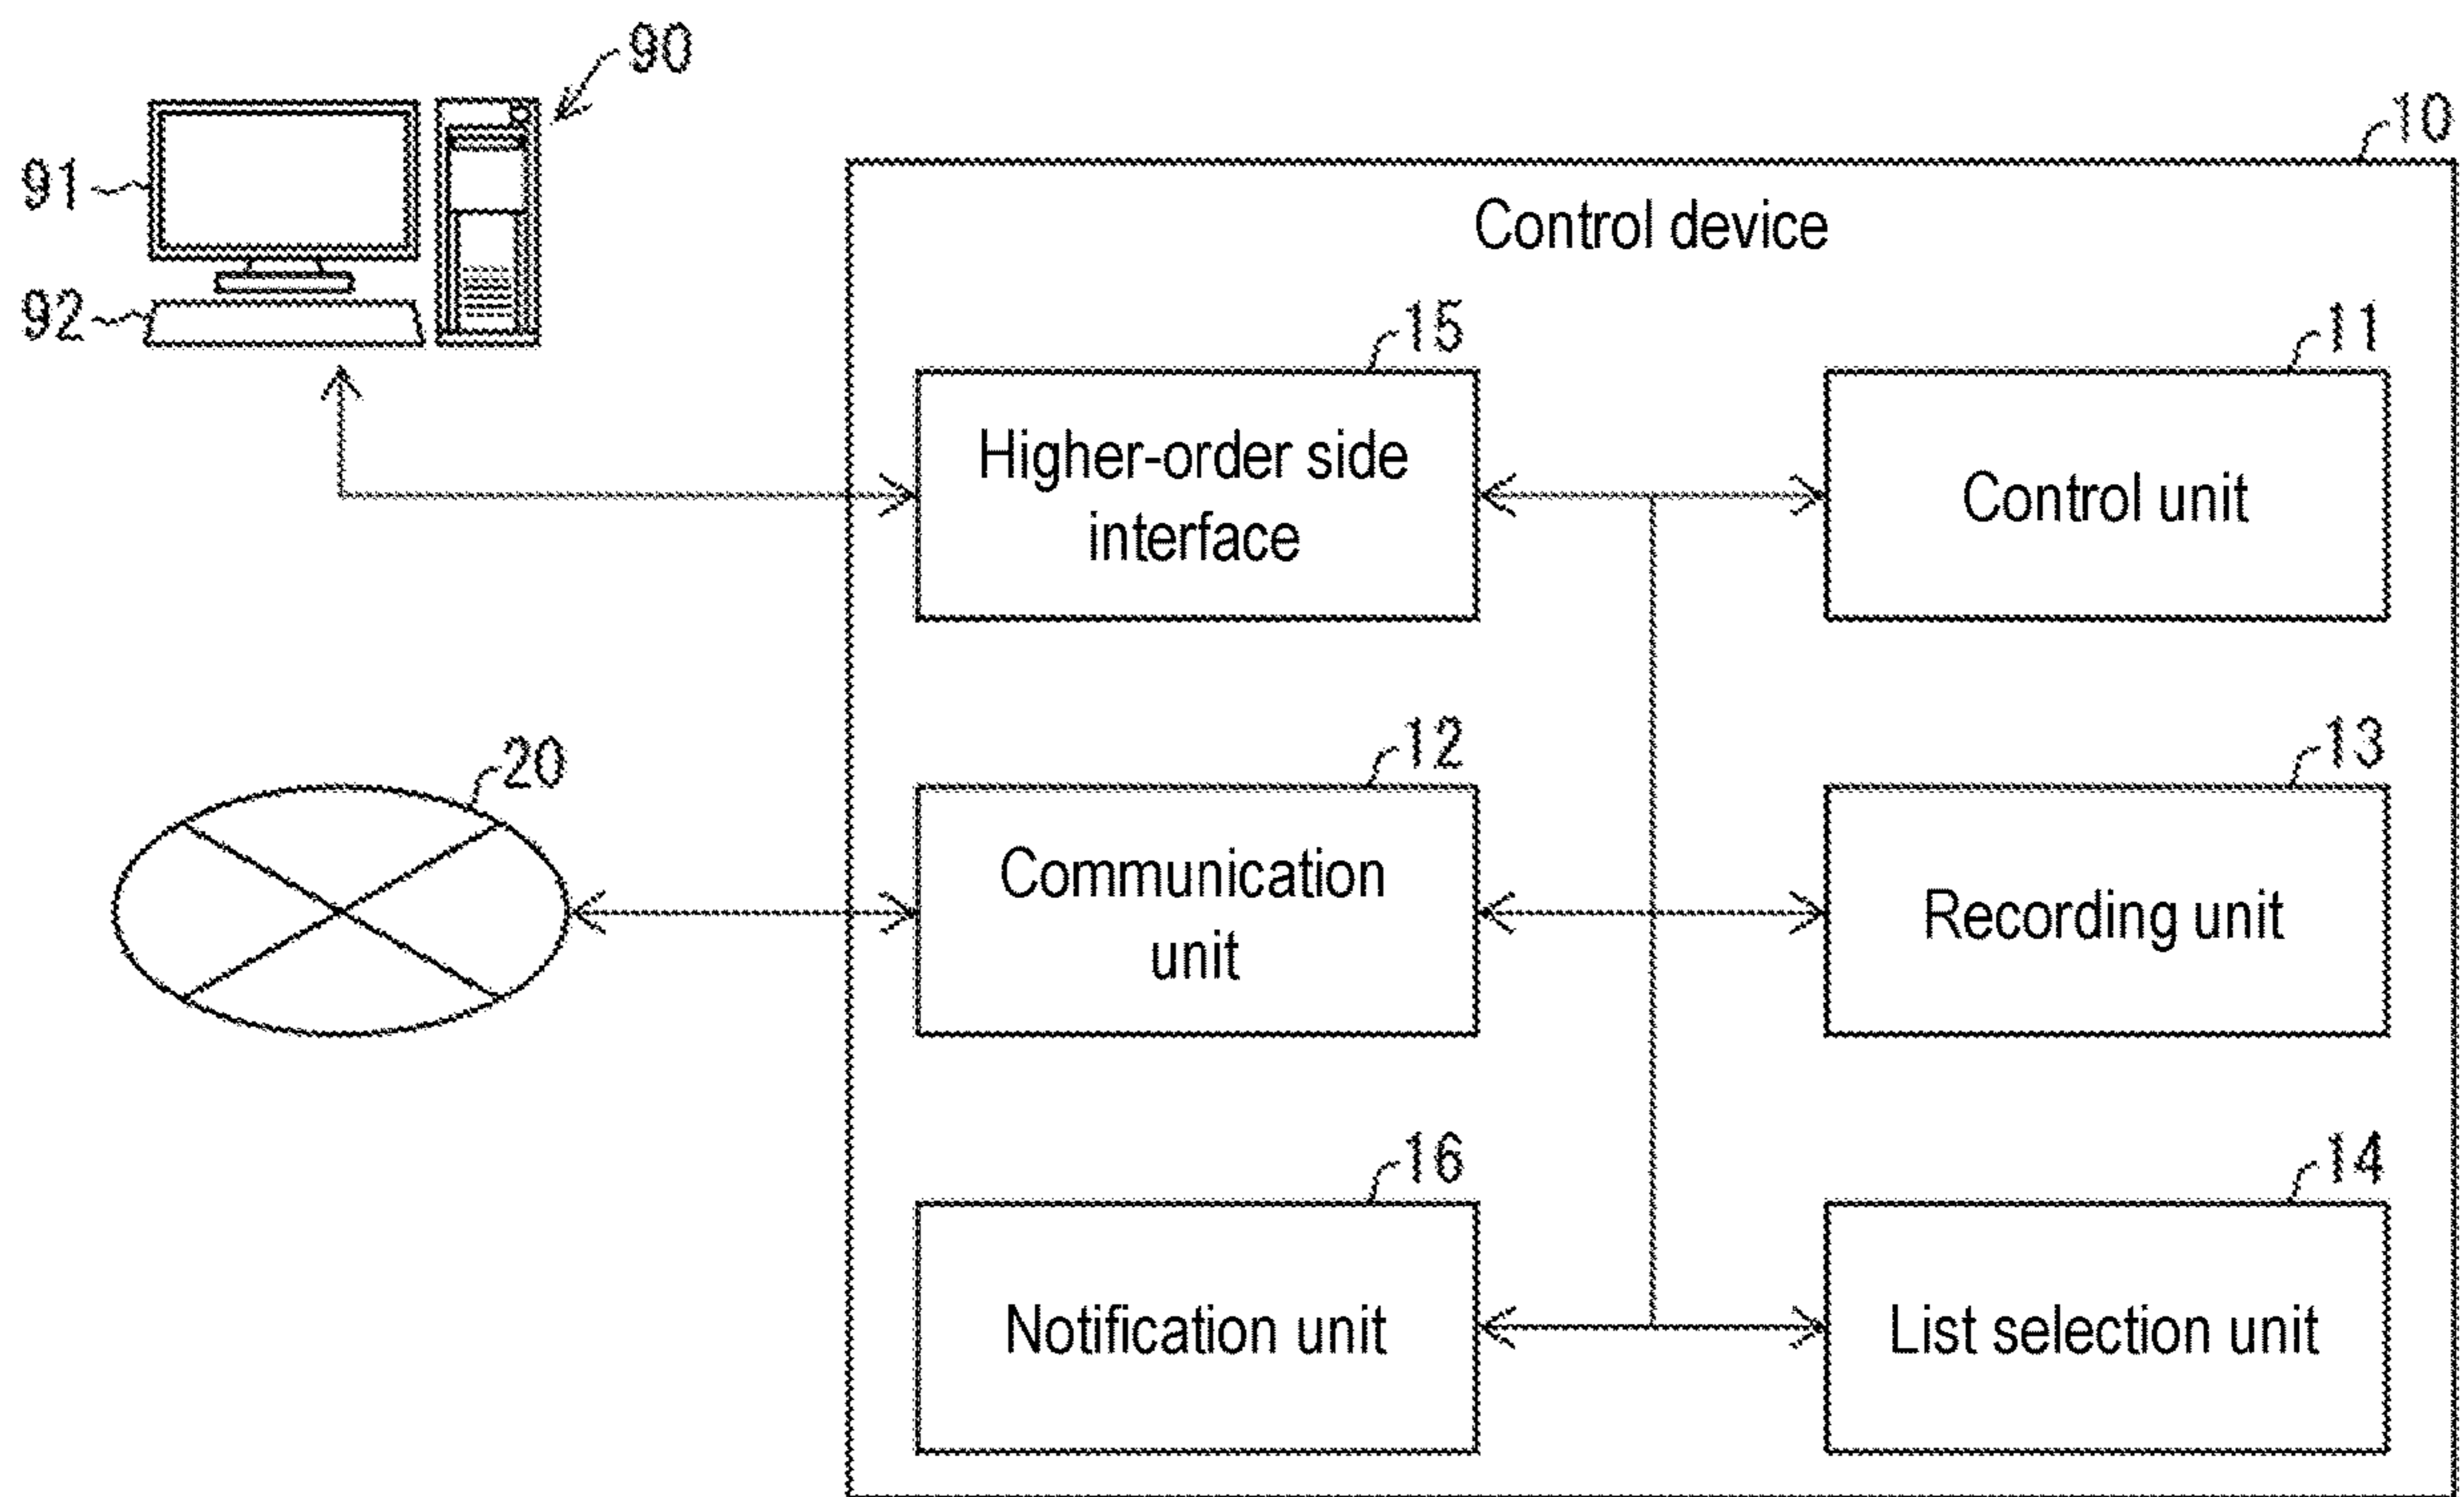 90
10
91
Control device
92
15
11
Higher-order side
interface
Control unit
20
12
13
Communication
unit
Recording unit
16
14
Notification unit
List selection unit